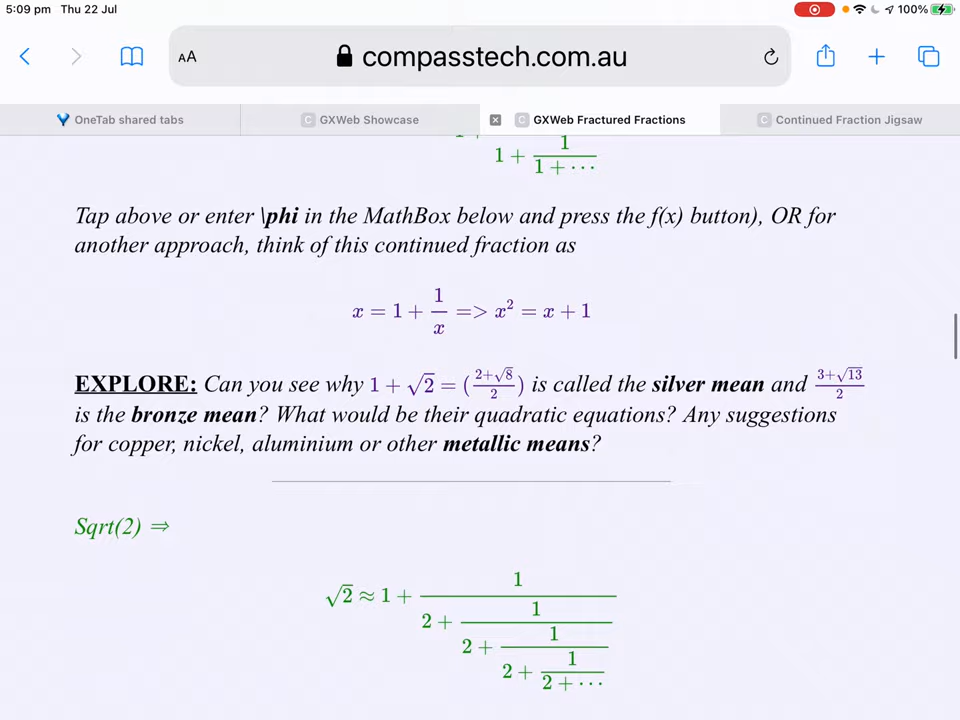 5:09 pm Thu 22 Jul 100%
AA compasstech.com.au
OneTab shared tabs GXWeb Showcase GXWeb Fractured Fractions Continued Fraction Jigsaw
1 + 1/(1 + ⋯)
Tap above or enter \phi in the MathBox below and press the f(x) button), OR for
another approach, think of this continued fraction as
x = 1 + 1/x => x² = x + 1
EXPLORE: Can you see why 1 + √2 = ((2+√8)/2) is called the silver mean and (3+√13)/2
is the bronze mean? What would be their quadratic equations? Any suggestions
for copper, nickel, aluminium or other metallic means?
Sqrt(2) ⇒
√2 ≈ 1 + 1/(2 + 1/(2 + 1/(2 + 1/(2 + ⋯))))